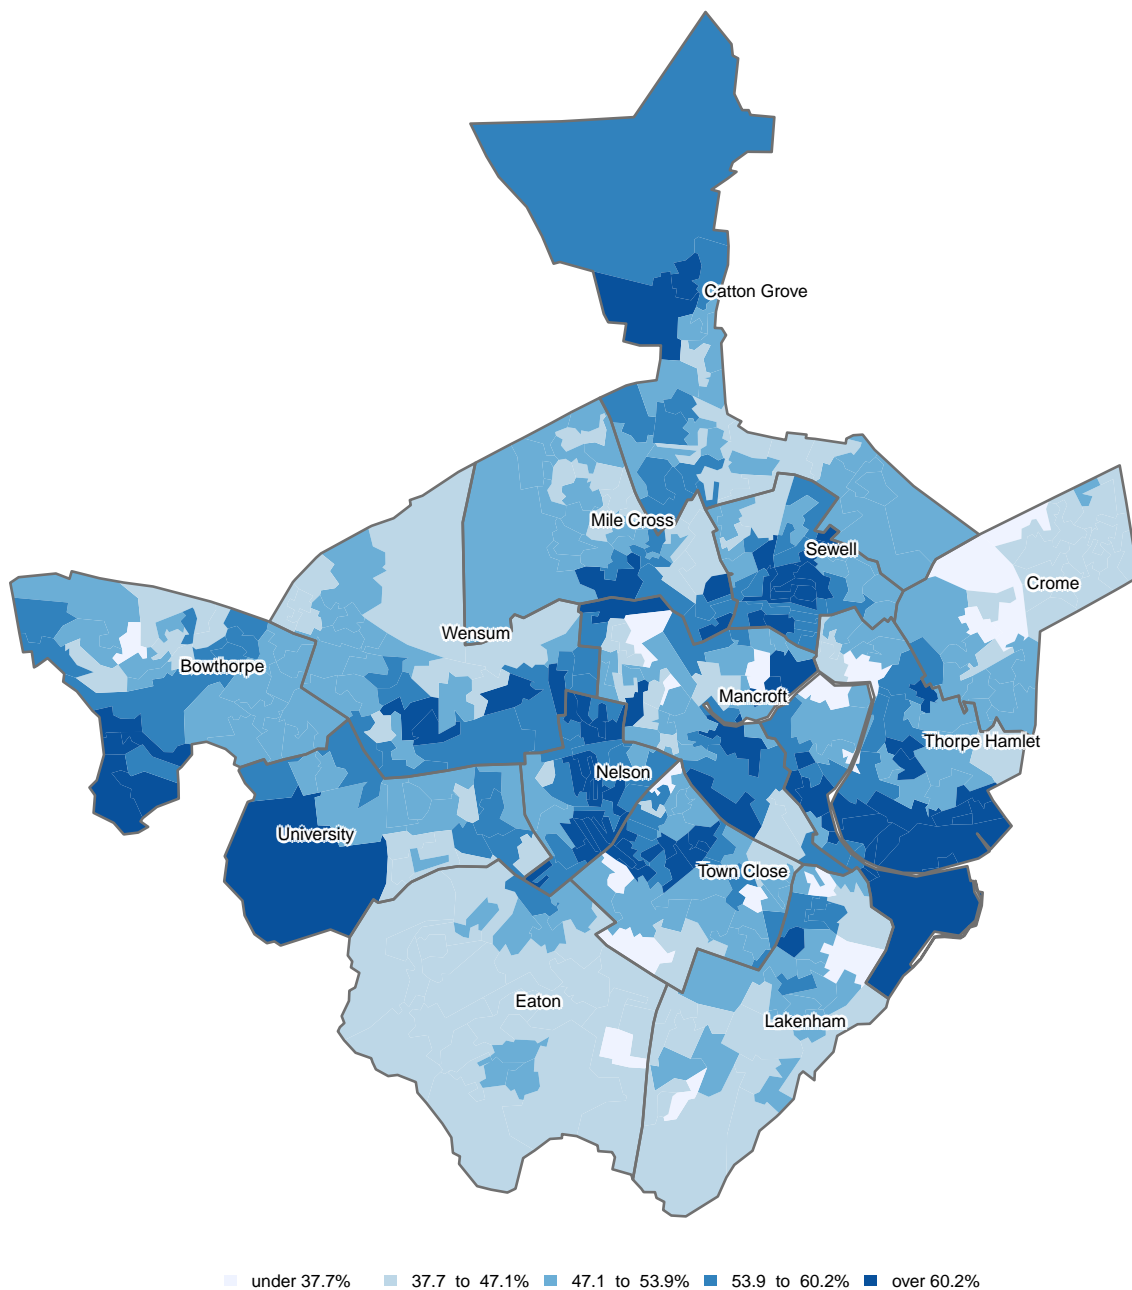 Catton Grove
Mile Cross
Sewell
Crome
Wensum
Bowthorpe
Mancroft
Thorpe Hamlet
Nelson
University
Town Close
Eaton
Lakenham
under 37.7% 37.7 to 47.1% 47.1 to 53.9% 53.9 to 60.2% over 60.2%